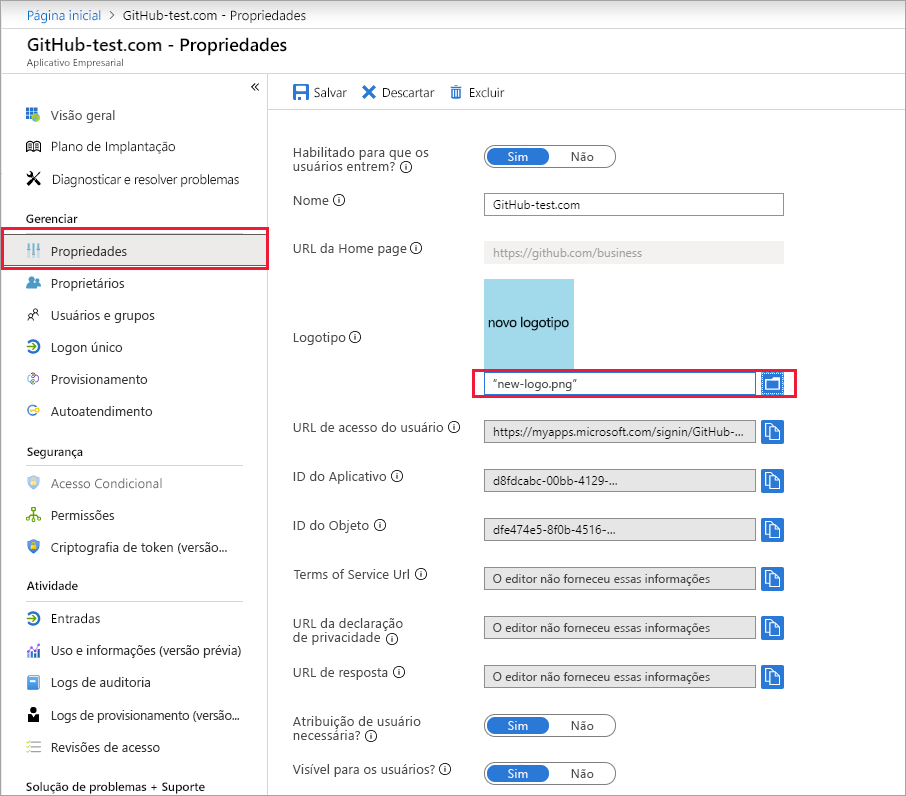 Página inicial > GitHub-test.com - Propriedades
GitHub-test.com - Propriedades
Aplicativo Empresarial
«
Visão geral
Plano de Implantação
Diagnosticar e resolver problemas
Gerenciar
Propriedades
Proprietários
Usuários e grupos
Logon único
Provisionamento
Autoatendimento
Segurança
Acesso Condicional
Permissões
Criptografia de token (versão...
Atividade
Entradas
Uso e informações (versão prévia)
Logs de auditoria
Logs de provisionamento (versão...
Revisões de acesso
Solução de problemas + Suporte
Salvar Descartar Excluir
Habilitado para que os
usuários entrem?
Sim Não
Nome
GitHub-test.com
URL da Home page
https://github.com/business
Logotipo
novo logotipo
"new-logo.png"
URL de acesso do usuário
https://myapps.microsoft.com/signin/GitHub-...
ID do Aplicativo
d8fdcabc-00bb-4129-...
ID do Objeto
dfe474e5-8f0b-4516-...
Terms of Service Url
O editor não forneceu essas informações
URL da declaração
de privacidade
O editor não forneceu essas informações
URL de resposta
O editor não forneceu essas informações
Atribuição de usuário
necessária?
Sim Não
Visível para os usuários?
Sim Não